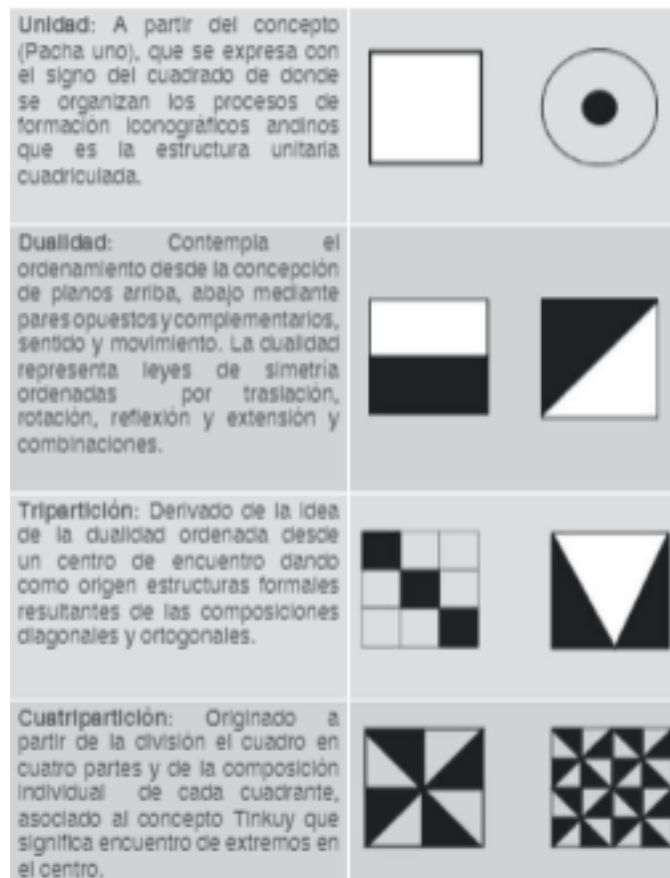 Unidad: A partir del concepto
(Pacha uno), que se expresa con
el signo del cuadrado de donde
se organizan los procesos de
formación iconográficos andinos
que es la estructura unitaria
cuadriculada.
Dualidad: Contempla el
ordenamiento desde la concepción
de planos arriba, abajo mediante
pares opuestos y complementarios,
sentido y movimiento. La dualidad
representa leyes de simetría
ordenadas por traslación,
rotación, reflexión y extensión y
combinaciones.
Tripartición: Derivado de la idea
de la dualidad ordenada desde
un centro de encuentro dando
como origen estructuras formales
resultantes de las composiciones
diagonales y ortogonales.
Cuatripartición: Originado a
partir de la división el cuadro en
cuatro partes y de la composición
individual de cada cuadrante,
asociado al concepto Tinkuy que
significa encuentro de extremos en
el centro.